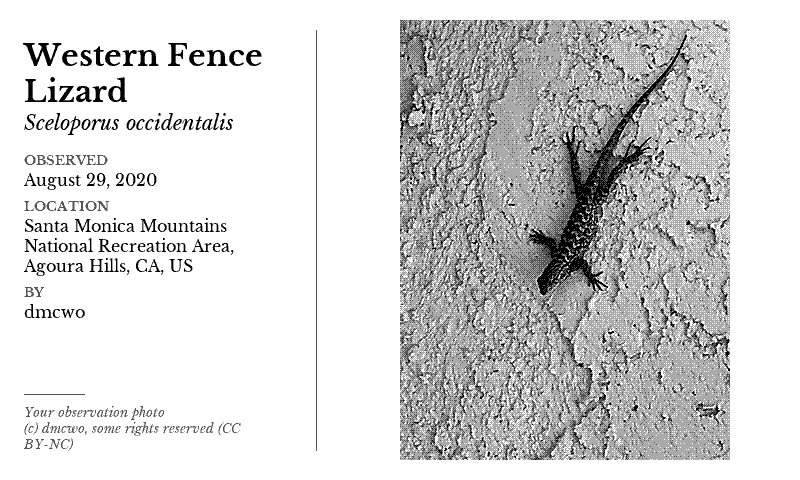 Western Fence
Lizard
Sceloporus occidentalis
OBSERVED
August 29, 2020
LOCATION
Santa Monica Mountains
National Recreation Area,
Agoura Hills, CA, US
BY
dmcwo
Your observation photo
(c) dmcwo, some rights reserved (CC
BY-NC)